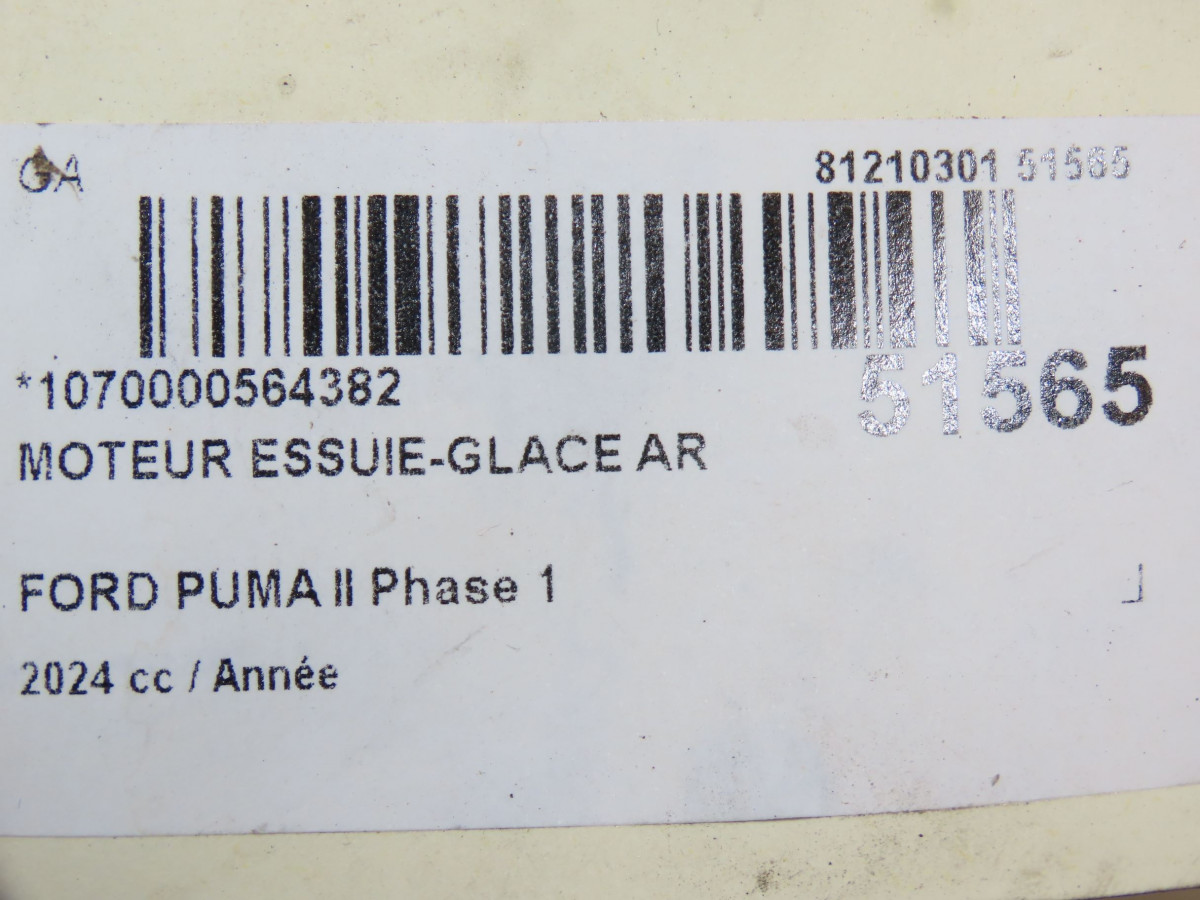 GA
81210301 51565
*1070000564382
51565
MOTEUR ESSUIE-GLACE AR
FORD PUMA II Phase 1
2024 cc / Année